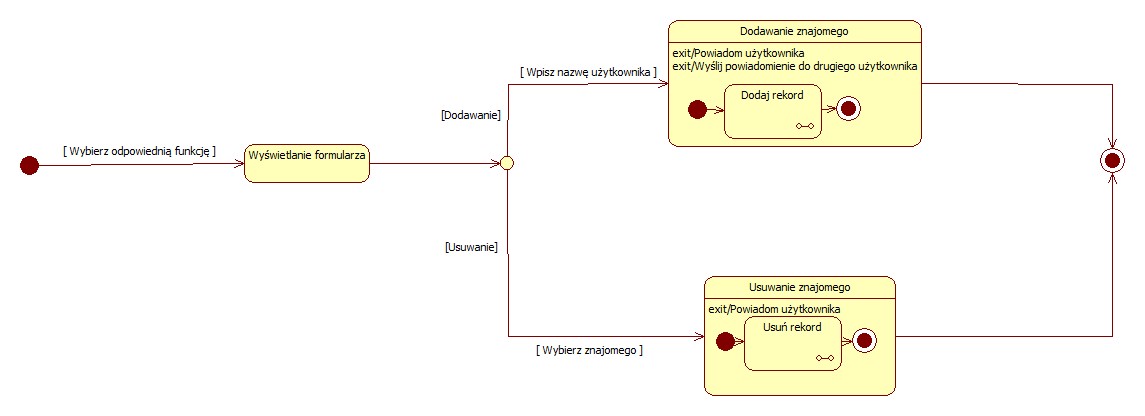 Dodawanie znajomego
exit/Powiadom użytkownika
exit/Wyślij powiadomienie do drugiego użytkownika
[ Wpisz nazwę użytkownika ]
Dodaj rekord
[Dodawanie]
[ Wybierz odpowiednią funkcję ]
Wyświetlanie formularza
[Usuwanie]
Usuwanie znajomego
exit/Powiadom użytkownika
Usuń rekord
[ Wybierz znajomego ]